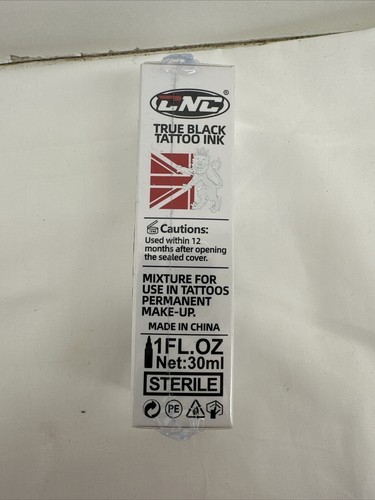 CNC®
TRUE BLACK
TATTOO INK
Cautions:
Used within 12
months after opening
the sealed cover.
MIXTURE FOR
USE IN TATTOOS
PERMANENT
MAKE-UP.
MADE IN CHINA
1FL.OZ
Net:30ml
STERILE
PE